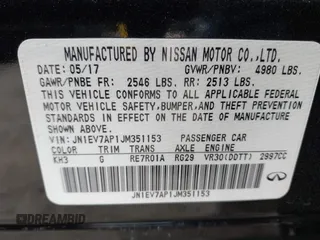 MANUFACTURED BY NISSAN MOTOR CO.,LTD.
DATE: 05/17 GVWR/PNBV: 4980 LBS.
GAWR/PNBE FR: 2546 LBS. RR: 2513 LBS.
THIS VEHICLE CONFORMS TO ALL APPLICABLE
FEDERAL MOTOR VEHICLE SAFETY, BUMPER,AND THEFT PREVENTION
STANDARDS IN EFFECT ON THE DATE OF MANUFACTURE
SHOWN ABOVE.
VIN:JN1EV7AP1JM351153 PASSENGER CAR
COLOR TRIM TRANS AXLE ENGINE
KH3 G RE7R01A RG29 VR30(DDTT) 2997CC
JN1EV7AP1JM351153
INFINITI